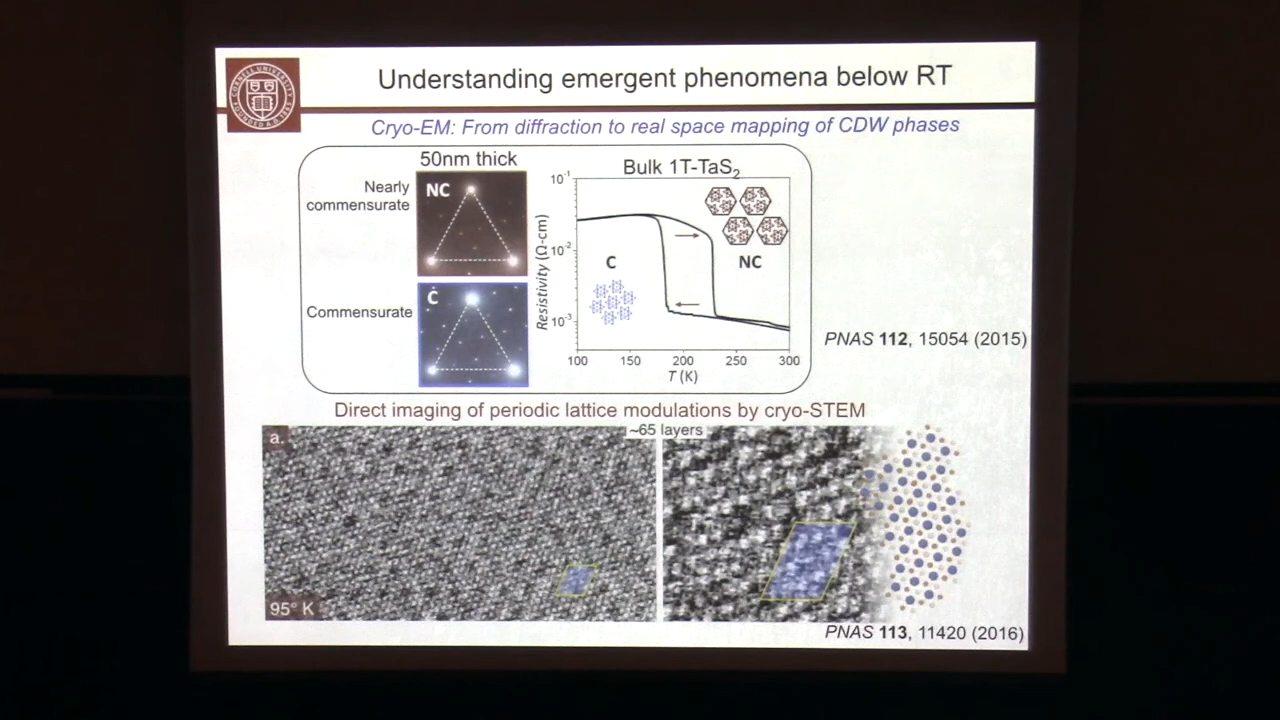 Understanding emergent phenomena below RT
Cryo-EM: From diffraction to real space mapping of CDW phases
50nm thick
Nearly
commensurate
NC
Commensurate
C
Bulk 1T-TaS₂
10⁻¹
10⁻²
10⁻³
Resistivity (Ω-cm)
C
NC
100
150
200
250
300
T (K)
PNAS 112, 15054 (2015)
Direct imaging of periodic lattice modulations by cryo-STEM
~65 layers
a.
95° K
PNAS 113, 11420 (2016)